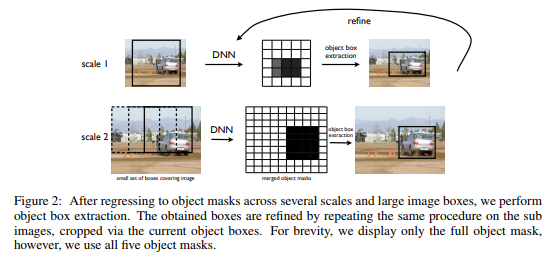 refine
scale 1
DNN
object box
extraction
scale 2
DNN
object box
extraction
small set of boxes covering image
merged object masks
Figure 2: After regressing to object masks across several scales and large image boxes, we perform
object box extraction. The obtained boxes are refined by repeating the same procedure on the sub
images, cropped via the current object boxes. For brevity, we display only the full object mask,
however, we use all five object masks.